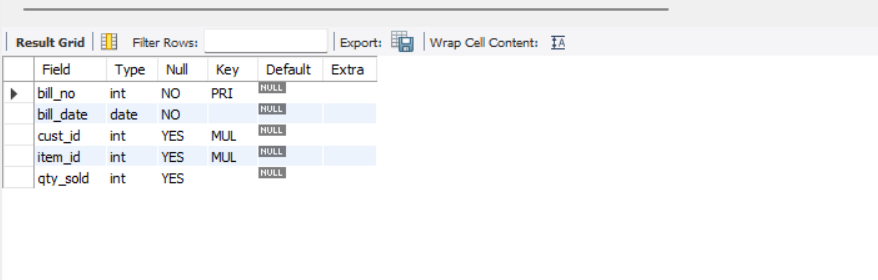 Result Grid Filter Rows: Export: Wrap Cell Content: IA
Field Type Null Key Default Extra
bill_no int NO PRI NULL
bill_date date NO NULL
cust_id int YES MUL NULL
item_id int YES MUL NULL
qty_sold int YES NULL